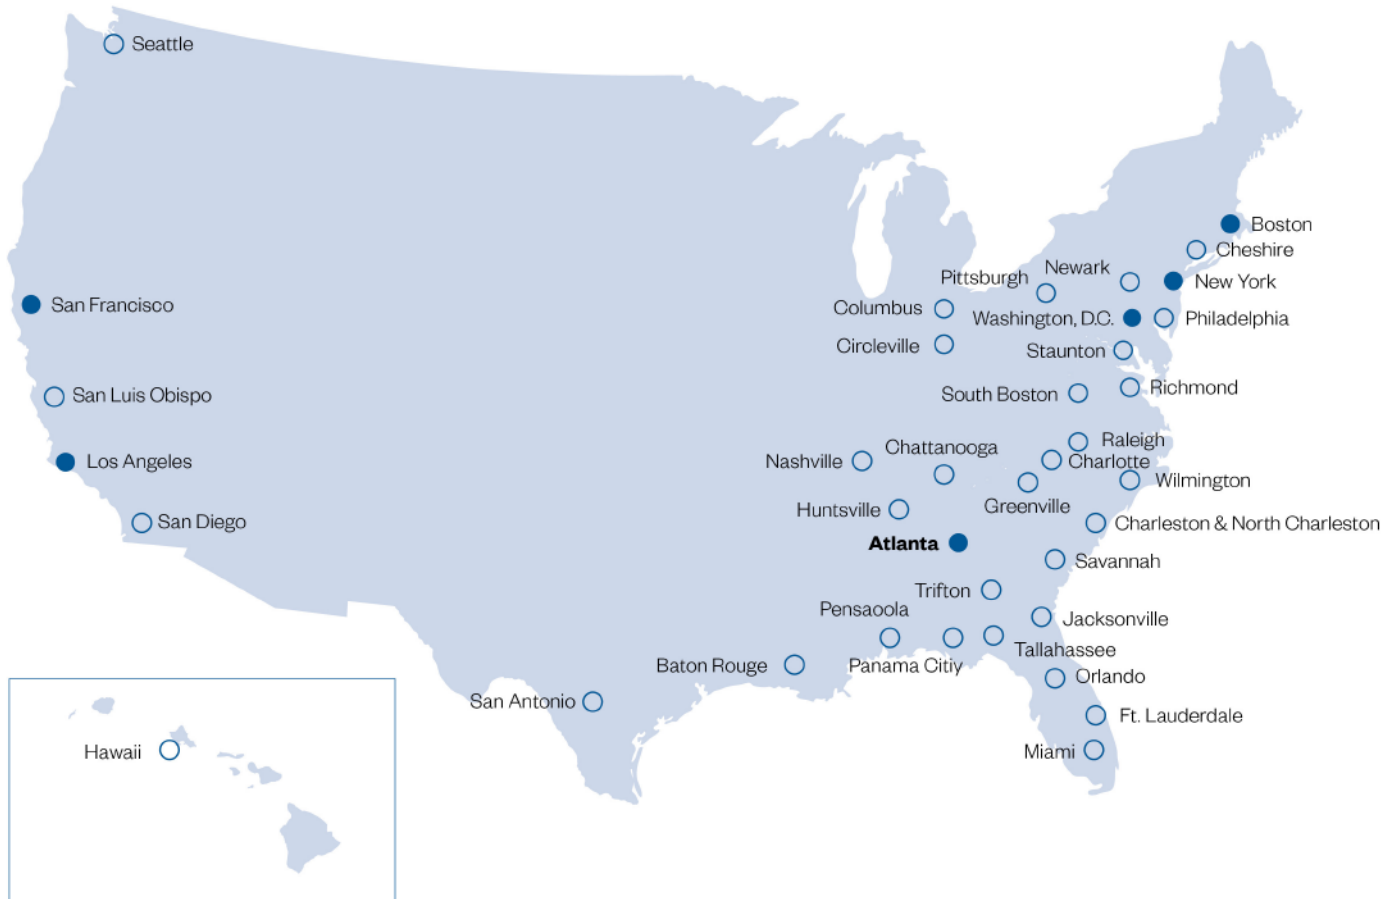 Seattle
Boston
Cheshire
Newark
Pittsburgh
New York
San Francisco
Columbus
Washington, D.C.
Philadelphia
Circleville
Staunton
Richmond
South Boston
San Luis Obispo
Raleigh
Chattanooga
Los Angeles
Nashville
Charlotte
Wilmington
Greenville
Huntsville
San Diego
Charleston & North Charleston
Atlanta
Savannah
Trifton
Pensaoola
Jacksonville
Tallahassee
Baton Rouge
Panama Citiy
Orlando
San Antonio
Ft. Lauderdale
Miami
Hawaii